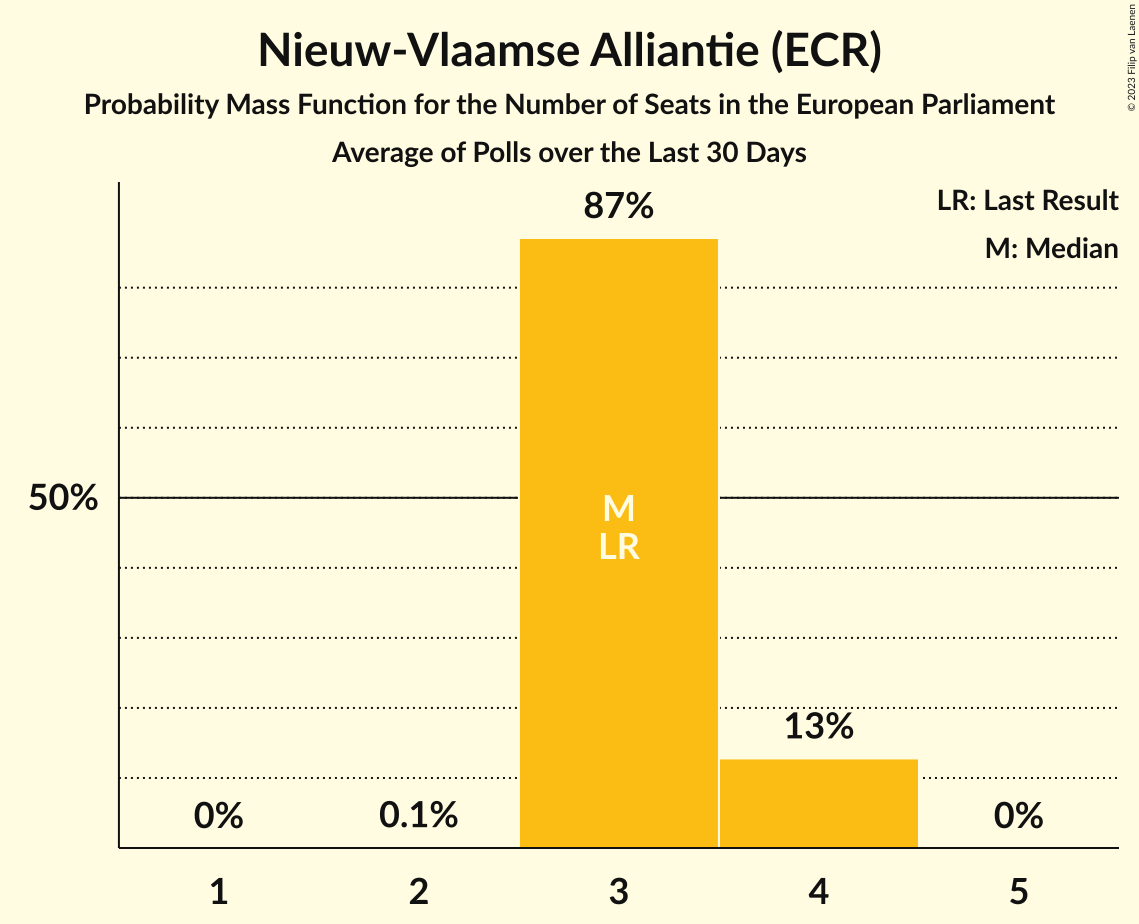 Nieuw-Vlaamse Alliantie (ECR)
Probability Mass Function for the Number of Seats in the European Parliament
Average of Polls over the Last 30 Days
© 2023 Filip van Laenen
LR: Last Result
M: Median
87%
50%
M
LR
13%
0%
0.1%
0%
1
2
3
4
5